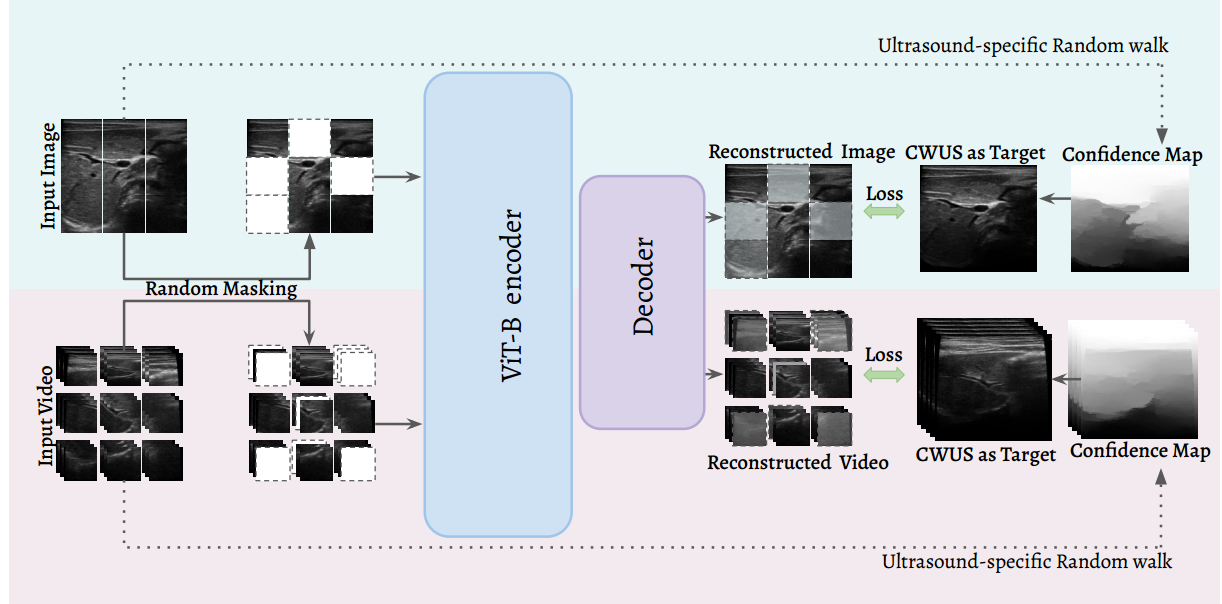 Ultrasound-specific Random walk
Input Image
Reconstructed Image
CWUS as Target
Confidence Map
Loss
Random Masking
ViT-B encoder
Decoder
Input Video
Loss
Reconstructed Video
CWUS as Target
Confidence Map
Ultrasound-specific Random walk